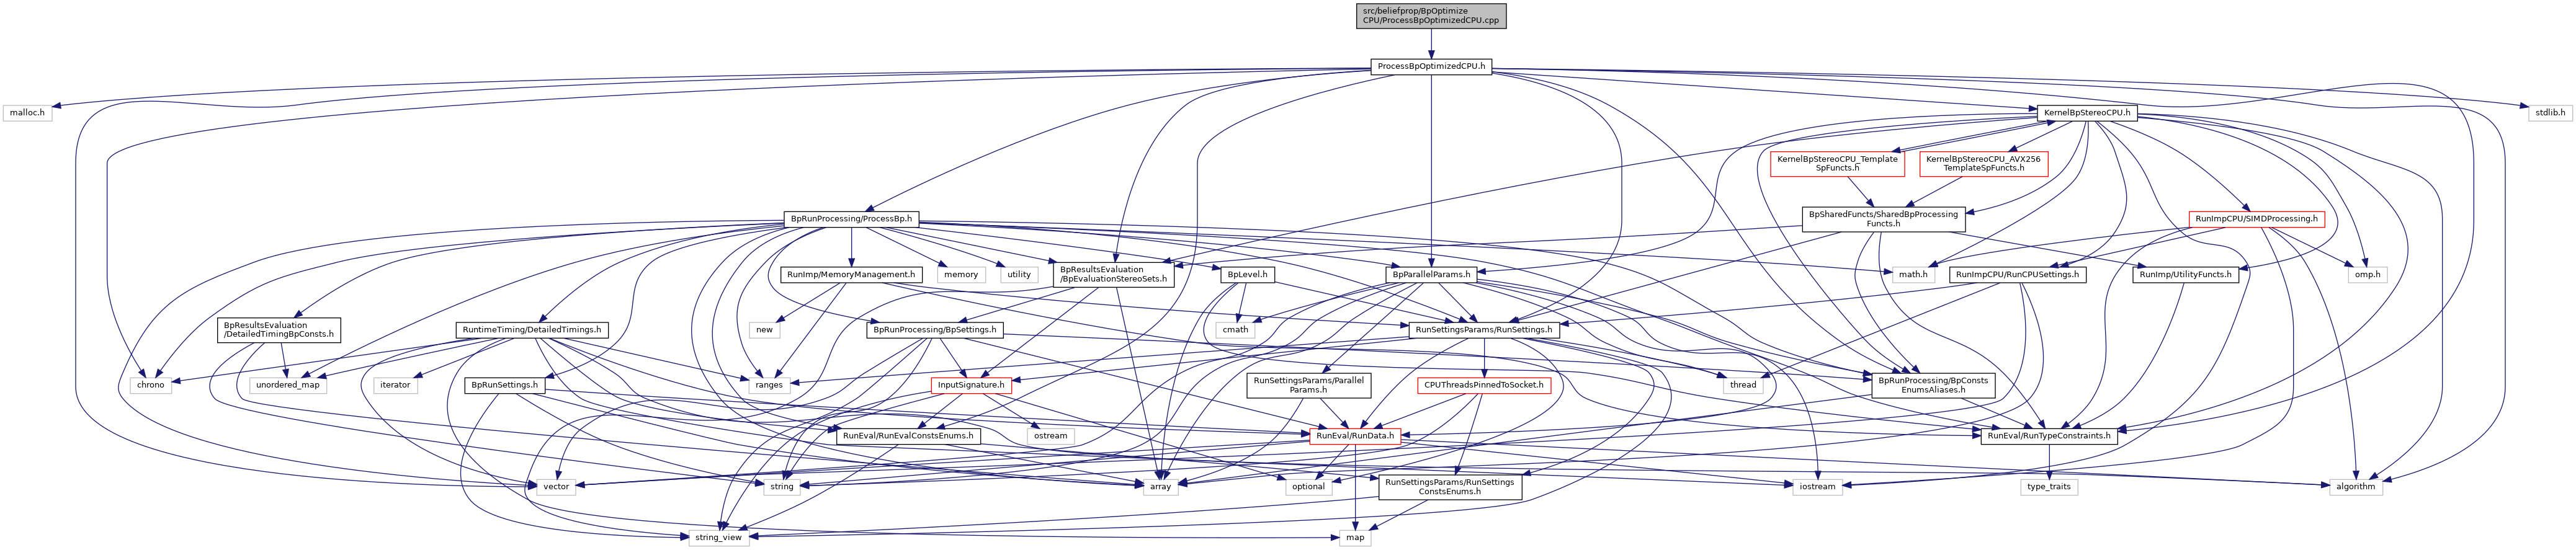 src/beliefprop/BpOptimize
CPU/ProcessBpOptimizedCPU.cpp
ProcessBpOptimizedCPU.h
malloc.h
KernelBpStereoCPU.h
stdlib.h
KernelBpStereoCPU_Template
SpFuncts.h
KernelBpStereoCPU_AVX256
TemplateSpFuncts.h
BpRunProcessing/ProcessBp.h
BpSharedFuncts/SharedBpProcessing
Functs.h
RunImpCPU/SIMDProcessing.h
RunImp/MemoryManagement.h
memory
utility
BpResultsEvaluation
/BpEvaluationStereoSets.h
BpLevel.h
BpParallelParams.h
math.h
RunImpCPU/RunCPUSettings.h
RunImp/UtilityFuncts.h
omp.h
BpResultsEvaluation
/DetailedTimingBpConsts.h
RuntimeTiming/DetailedTimings.h
new
BpRunProcessing/BpSettings.h
cmath
RunSettingsParams/RunSettings.h
chrono
unordered_map
iterator
BpRunSettings.h
ranges
InputSignature.h
RunSettingsParams/Parallel
Params.h
CPUThreadsPinnedToSocket.h
thread
BpRunProcessing/BpConsts
EnumsAliases.h
RunEval/RunEvalConstsEnums.h
ostream
RunEval/RunData.h
RunEval/RunTypeConstraints.h
vector
string
array
optional
RunSettingsParams/RunSettings
ConstsEnums.h
iostream
type_traits
algorithm
string_view
map